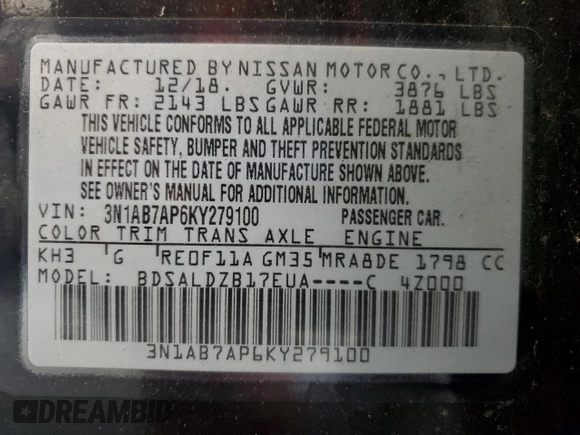 MANUFACTURED BY NISSAN MOTOR CO., LTD.
DATE: 12/18. GVWR: 3876 LBS
GAWR FR: 2143 LBS GAWR RR: 1881 LBS
THIS VEHICLE CONFORMS TO ALL APPLICABLE FEDERAL MOTOR
VEHICLE SAFETY, BUMPER AND THEFT PREVENTION STANDARDS
IN EFFECT ON THE DATE OF MANUFACTURE SHOWN ABOVE.
SEE OWNER'S MANUAL FOR ADDITIONAL INFORMATION.
VIN: 3N1AB7AP6KY279100 PASSENGER CAR.
COLOR TRIM TRANS AXLE ENGINE
KH3 G RE0F11A GM35 MRA8DE 1798 CC
MODEL: BDSALDZB17EUA----C 4Z000
3N1AB7AP6KY279100
DREAMBID